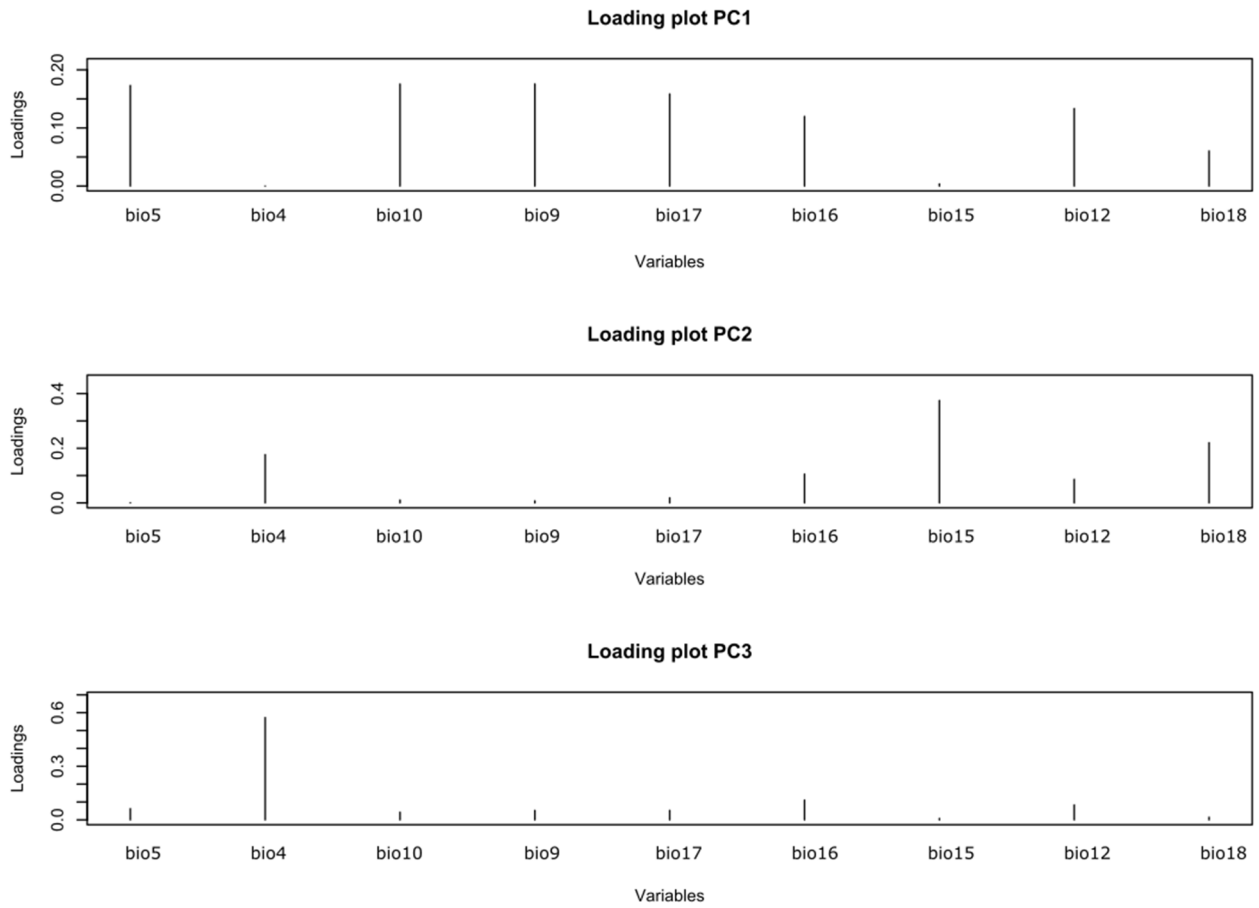 Loading plot PC1
Loadings
0.00 0.10 0.20
bio5 bio4 bio10 bio9 bio17 bio16 bio15 bio12 bio18
Variables
Loading plot PC2
Loadings
0.0 0.2 0.4
bio5 bio4 bio10 bio9 bio17 bio16 bio15 bio12 bio18
Variables
Loading plot PC3
Loadings
0.0 0.3 0.6
bio5 bio4 bio10 bio9 bio17 bio16 bio15 bio12 bio18
Variables